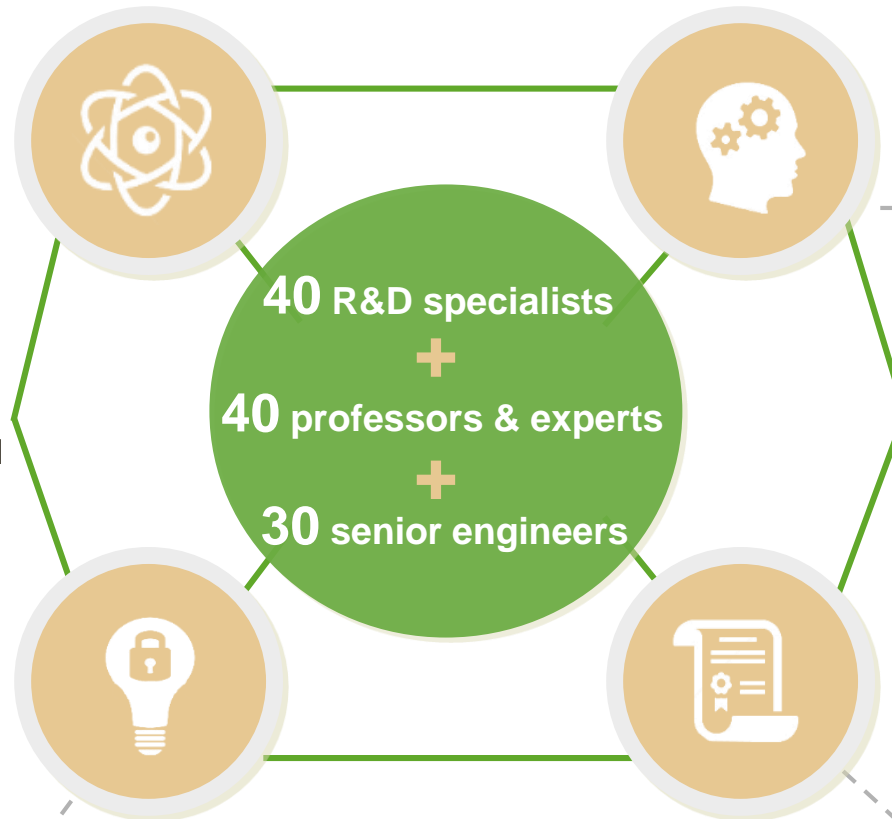 40 R&D specialists
+
40 professors & experts
+
30 senior engineers